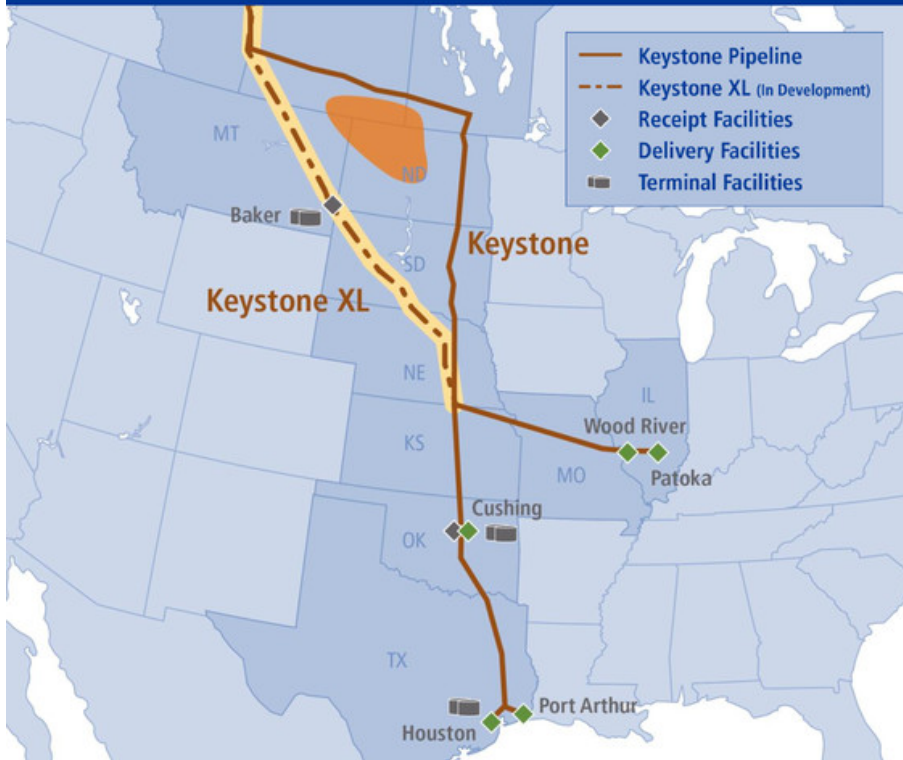 Keystone Pipeline
Keystone XL (In Development)
Receipt Facilities
Delivery Facilities
Terminal Facilities
MT
ND
Baker
Keystone
SD
Keystone XL
NE
IL
Wood River
KS
MO
Patoka
Cushing
OK
TX
Port Arthur
Houston